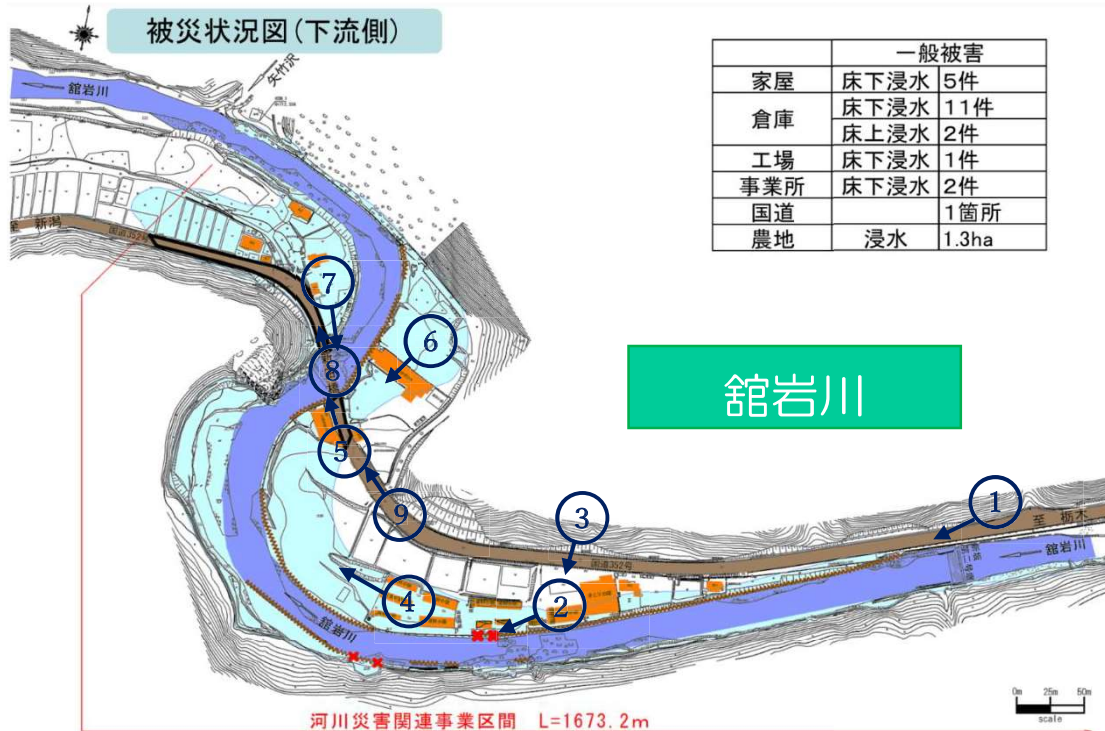 被災状況図(下流側)
一般被害
家屋 床下浸水 5件
倉庫 床下浸水 11件
床上浸水 2件
工場 床下浸水 1件
事業所 床下浸水 2件
国道 1箇所
農地 浸水 1.3ha
舘岩川
矢竹沢
至 新潟
国道352号
⑦
⑥
⑧
⑤
舘岩川
⑨
③
①
至 栃木
舘岩川
国道352号
④
②
舘岩川
0m 25m 50m
scale
河川災害関連事業区間 L=1673.2m